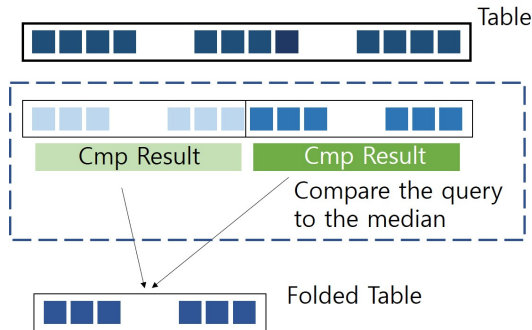 Table
Cmp Result
Cmp Result
Compare the query
to the median
Folded Table